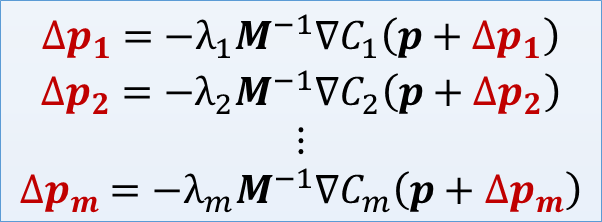 Δp₁ = −λ₁M⁻¹∇C₁(p + Δp₁)
Δp₂ = −λ₂M⁻¹∇C₂(p + Δp₂)
⋮
Δpₘ = −λₘM⁻¹∇Cₘ(p + Δpₘ)